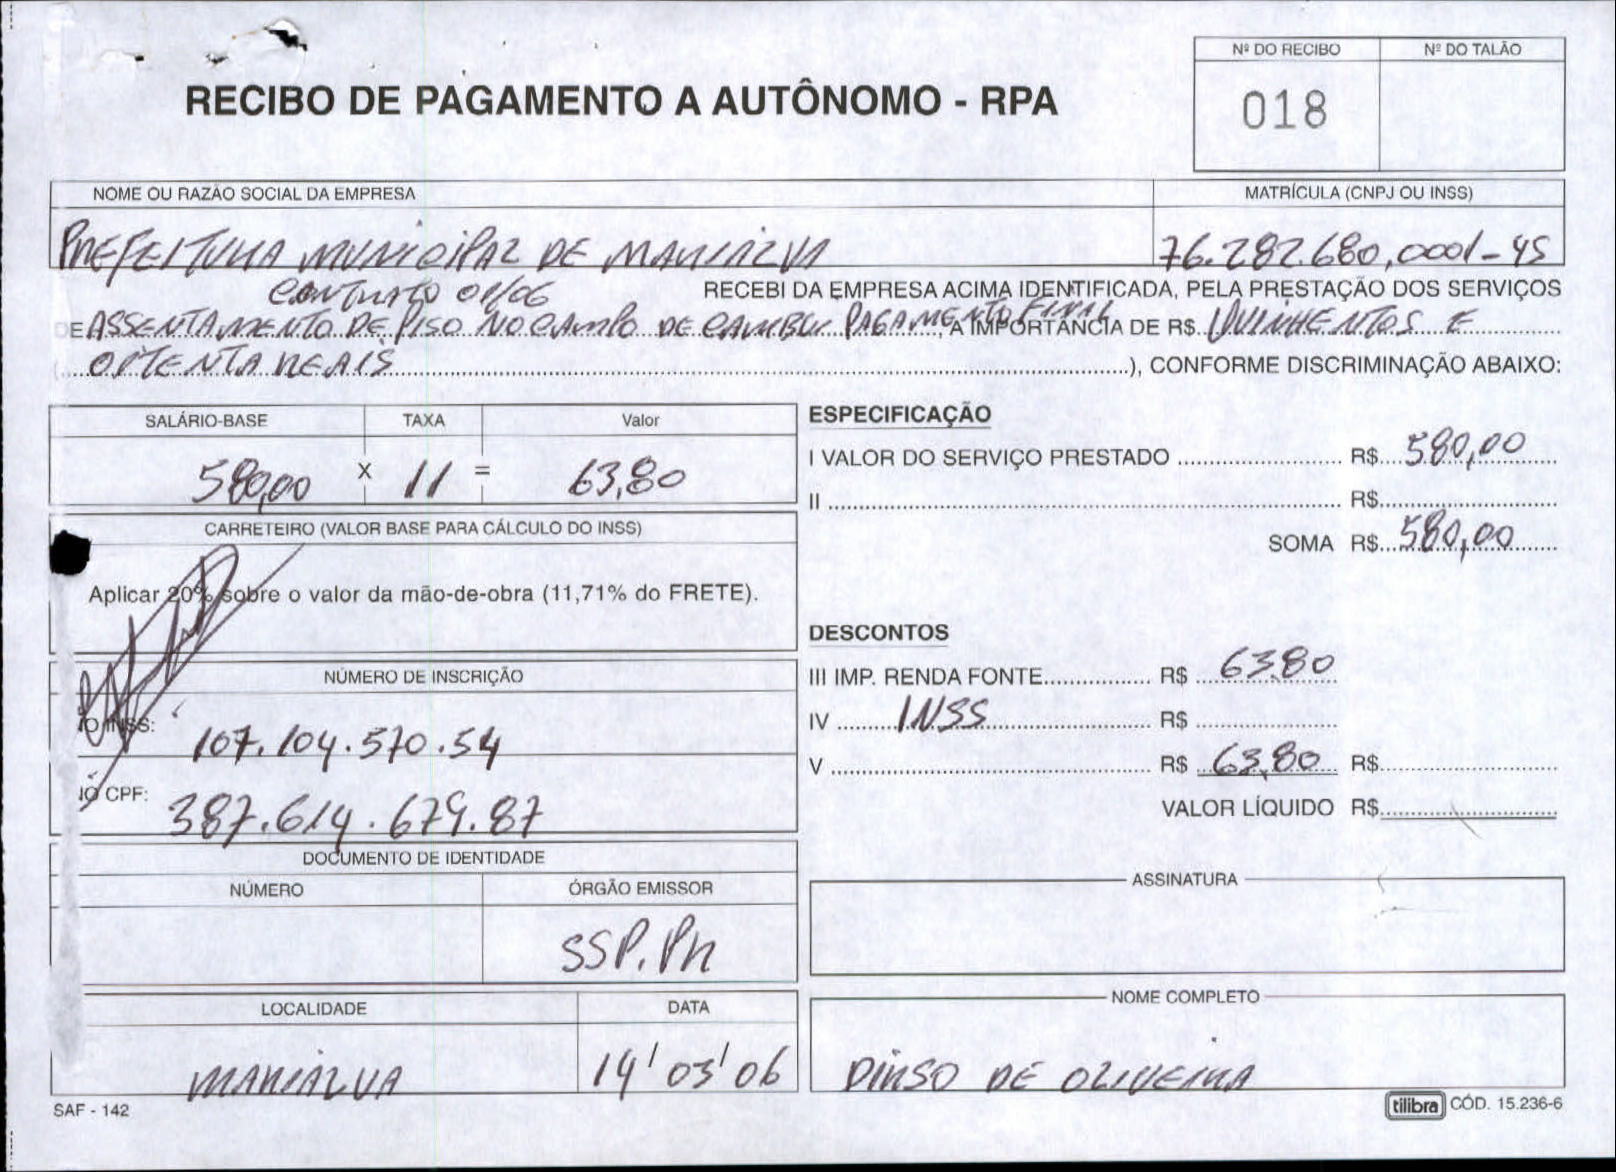 Nº DO RECIBO Nº DO TALÃO
018
RECIBO DE PAGAMENTO A AUTÔNOMO - RPA
NOME OU RAZÃO SOCIAL DA EMPRESA MATRÍCULA (CNPJ OU INSS)
PREFEITURA MUNICIPAL DE MARIALVA 76.282.680,0001-45
CONTRATO 01/06 RECEBI DA EMPRESA ACIMA IDENTIFICADA, PELA PRESTAÇÃO DOS SERVIÇOS
DE ASSENTAMENTO DE PISO NO CAMPO DE CAMBUI PAGAMENTO FINAL, A IMPORTÂNCIA DE R$. QUINHENTOS E
(OITENTA REAIS), CONFORME DISCRIMINAÇÃO ABAIXO:
SALÁRIO-BASE TAXA Valor
580,00 X 11 = 63,80
ESPECIFICAÇÃO
I VALOR DO SERVIÇO PRESTADO R$ 580,00
II R$
SOMA R$ 580,00
CARRETEIRO (VALOR BASE PARA CÁLCULO DO INSS)
Aplicar 20% sobre o valor da mão-de-obra (11,71% do FRETE).
DESCONTOS
III IMP. RENDA FONTE R$ 63.80
IV INSS R$
V R$ 63,80 R$
VALOR LÍQUIDO R$
NÚMERO DE INSCRIÇÃO
NO INSS: 107.104.570.54
NO CPF: 387.614.679.87
DOCUMENTO DE IDENTIDADE
NÚMERO ÓRGÃO EMISSOR
SSP.PR
ASSINATURA
LOCALIDADE DATA
MARIALVA 14/03/06
NOME COMPLETO
DIRSO DE OLIVEIRA
SAF - 142
tilibra CÓD. 15.236-6